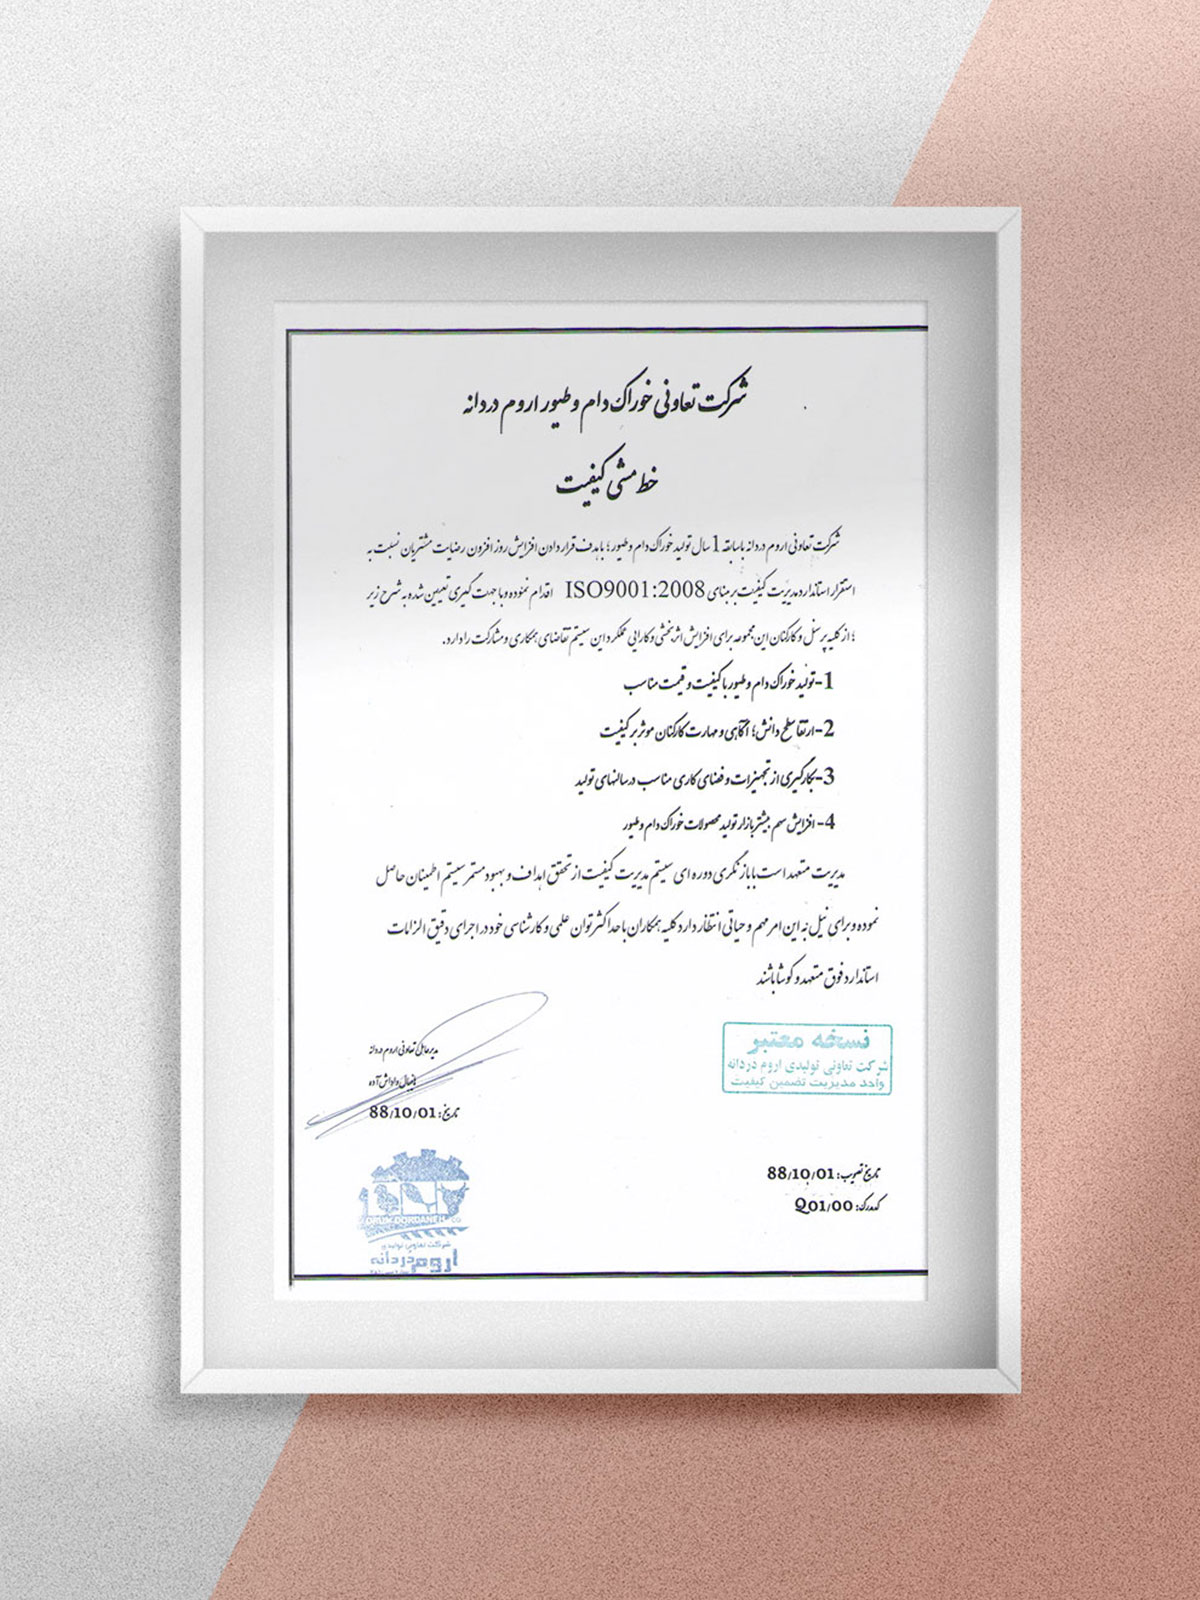 شرکت تعاونی خوراک دام و طیور اروم دردانه
خط مشی کیفیت
شرکت تعاونی اروم دردانه باسابقه 1 سال تولید خوراک دام و طیور ؛ باهدف قرار دادن افزایش روز افزون رضایت مشتریان نسبت به
استقرار استاندارد مدیریت کیفیت بر مبنای ISO9001:2008 اقدام نموده و با جهت گیری تعیین شده به شرح زیر
؛ از کلیه پرسنل و کارکنان این مجموعه برای افزایش اثر بخشی و کارایی عملکرد این سیستم تقاضای همکاری و مشارکت را دارد.
1- تولید خوراک دام و طیور با کیفیت و قیمت مناسب
2- ارتقا سطح دانش؛ آگاهی و مهارت کارکنان موثر بر کیفیت
3- بکارگیری از تجهیزات و فضای کاری مناسب در سالنهای تولید
4- افزایش سهم بیشتر بازار تولید محصولات خوراک دام و طیور
مدیریت متعهد است با بازنگری دوره ای سیستم مدیریت کیفیت از تحقق اهداف و بهبود مستمر سیستم اطمینان حاصل
نموده و برای نیل به این امر مهم و حیاتی انتظار دارد کلیه همکاران با حداکثر توان علمی و کارشناسی خود در اجرای دقیق الزامات
استاندارد فوق متعهد و کوشا باشند
نسخه معتبر
شرکت تعاونی تولیدی اروم دردانه
واحد مدیریت تضمین کیفیت
مدیرعامل تعاونی اروم دردانه
تاریخ: 88/10/01
تاریخ تصویب: 88/10/01
کد مدرک: Q01/00
ORUM DORDANEH CO
شرکت تعاونی تولیدی
اروم دردانه